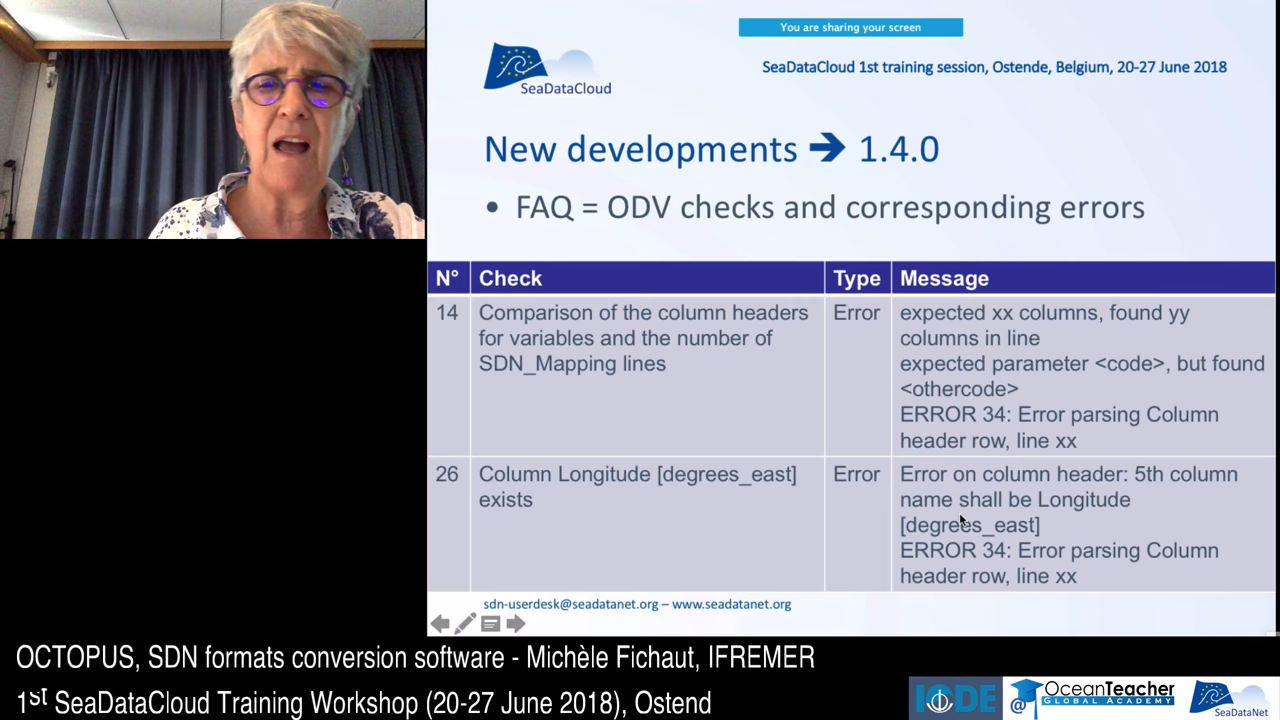 You are sharing your screen
SeaDataCloud
SeaDataCloud 1st training session, Ostende, Belgium, 20-27 June 2018
New developments ➔ 1.4.0
• FAQ = ODV checks and corresponding errors
N° Check Type Message
14 Comparison of the column headers for variables and the number of SDN_Mapping lines Error expected xx columns, found yy columns in line
expected parameter <code>, but found <othercode>
ERROR 34: Error parsing Column header row, line xx
26 Column Longitude [degrees_east] exists Error Error on column header: 5th column name shall be Longitude [degrees_east]
ERROR 34: Error parsing Column header row, line xx
sdn-userdesk@seadatanet.org – www.seadatanet.org
OCTOPUS, SDN formats conversion software - Michèle Fichaut, IFREMER
1st SeaDataCloud Training Workshop (20-27 June 2018), Ostend
IODE
@ OceanTeacher
GLOBAL ACADEMY
SeaDataNet